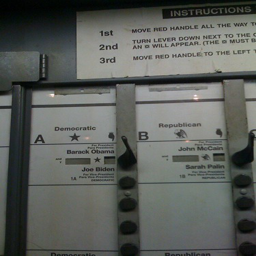 INSTRUCTIONS
1st MOVE RED HANDLE ALL THE WAY T
2nd TURN LEVER DOWN NEXT TO THE C
AN ☒ WILL APPEAR. (THE ☒ MUST B
3rd MOVE RED HANDLE TO THE LEFT T
A
Democratic
Barack Obama
Joe Biden
1A
B
Republican
John McCain
Sarah Palin
1B
Democratic
Republican